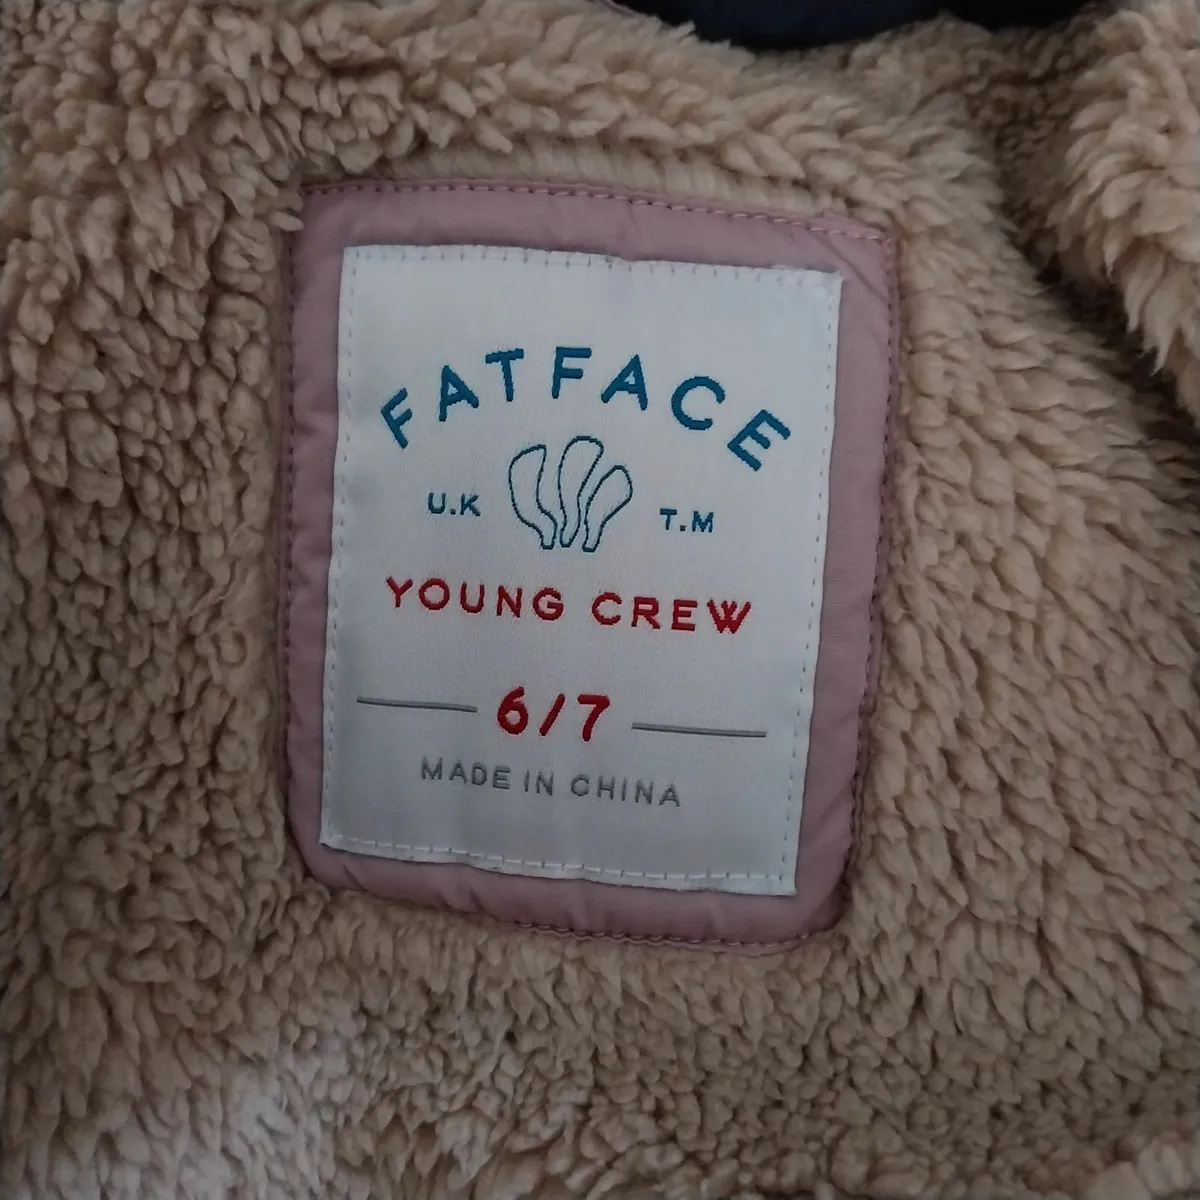 FATFACE
U.K T.M
YOUNG CREW
6/7
MADE IN CHINA